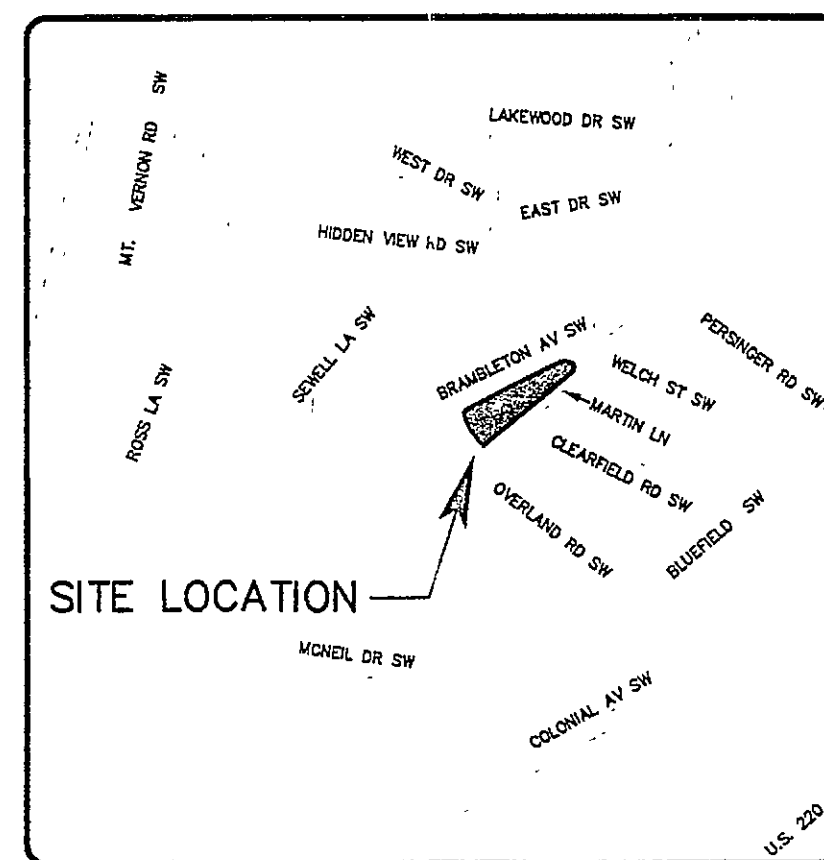 LAKEWOOD DR SW
MT. VERNON RD SW
WEST DR SW
EAST DR SW
HIDDEN VIEW RD SW
PERSINGER RD SW
BRAMBLETON AV SW
SEWELL LA SW
WELCH ST SW
ROSS LA SW
MARTIN LN
CLEARFIELD RD SW
OVERLAND RD SW
BLUEFIELD SW
SITE LOCATION
MCNEIL DR SW
COLONIAL AV SW
U.S. 220